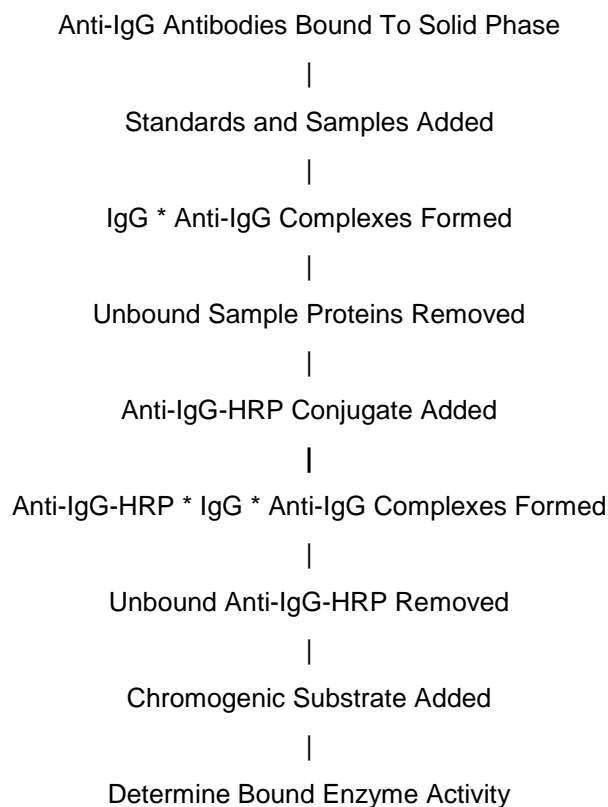 Anti-IgG Antibodies Bound To Solid Phase
|
Standards and Samples Added
|
IgG * Anti-IgG Complexes Formed
|
Unbound Sample Proteins Removed
|
Anti-IgG-HRP Conjugate Added
|
Anti-IgG-HRP * IgG * Anti-IgG Complexes Formed
|
Unbound Anti-IgG-HRP Removed
|
Chromogenic Substrate Added
|
Determine Bound Enzyme Activity